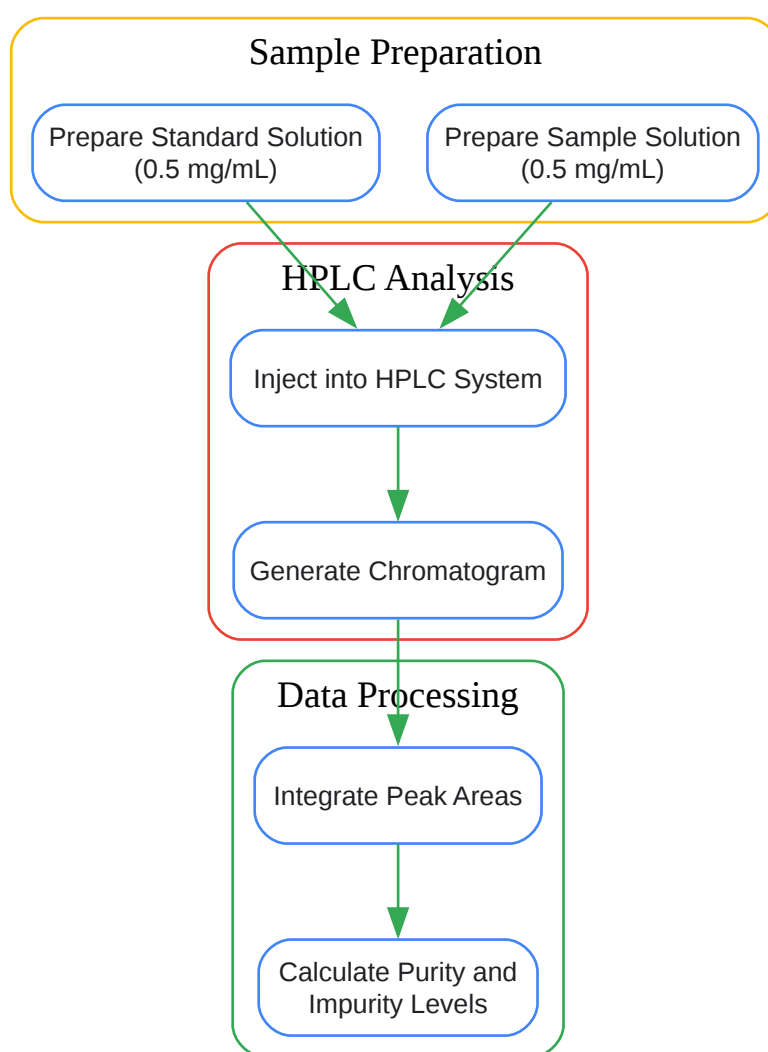 Sample Preparation
Prepare Standard Solution
(0.5 mg/mL)
Prepare Sample Solution
(0.5 mg/mL)
HPLC Analysis
Inject into HPLC System
Generate Chromatogram
Data Processing
Integrate Peak Areas
Calculate Purity and
Impurity Levels